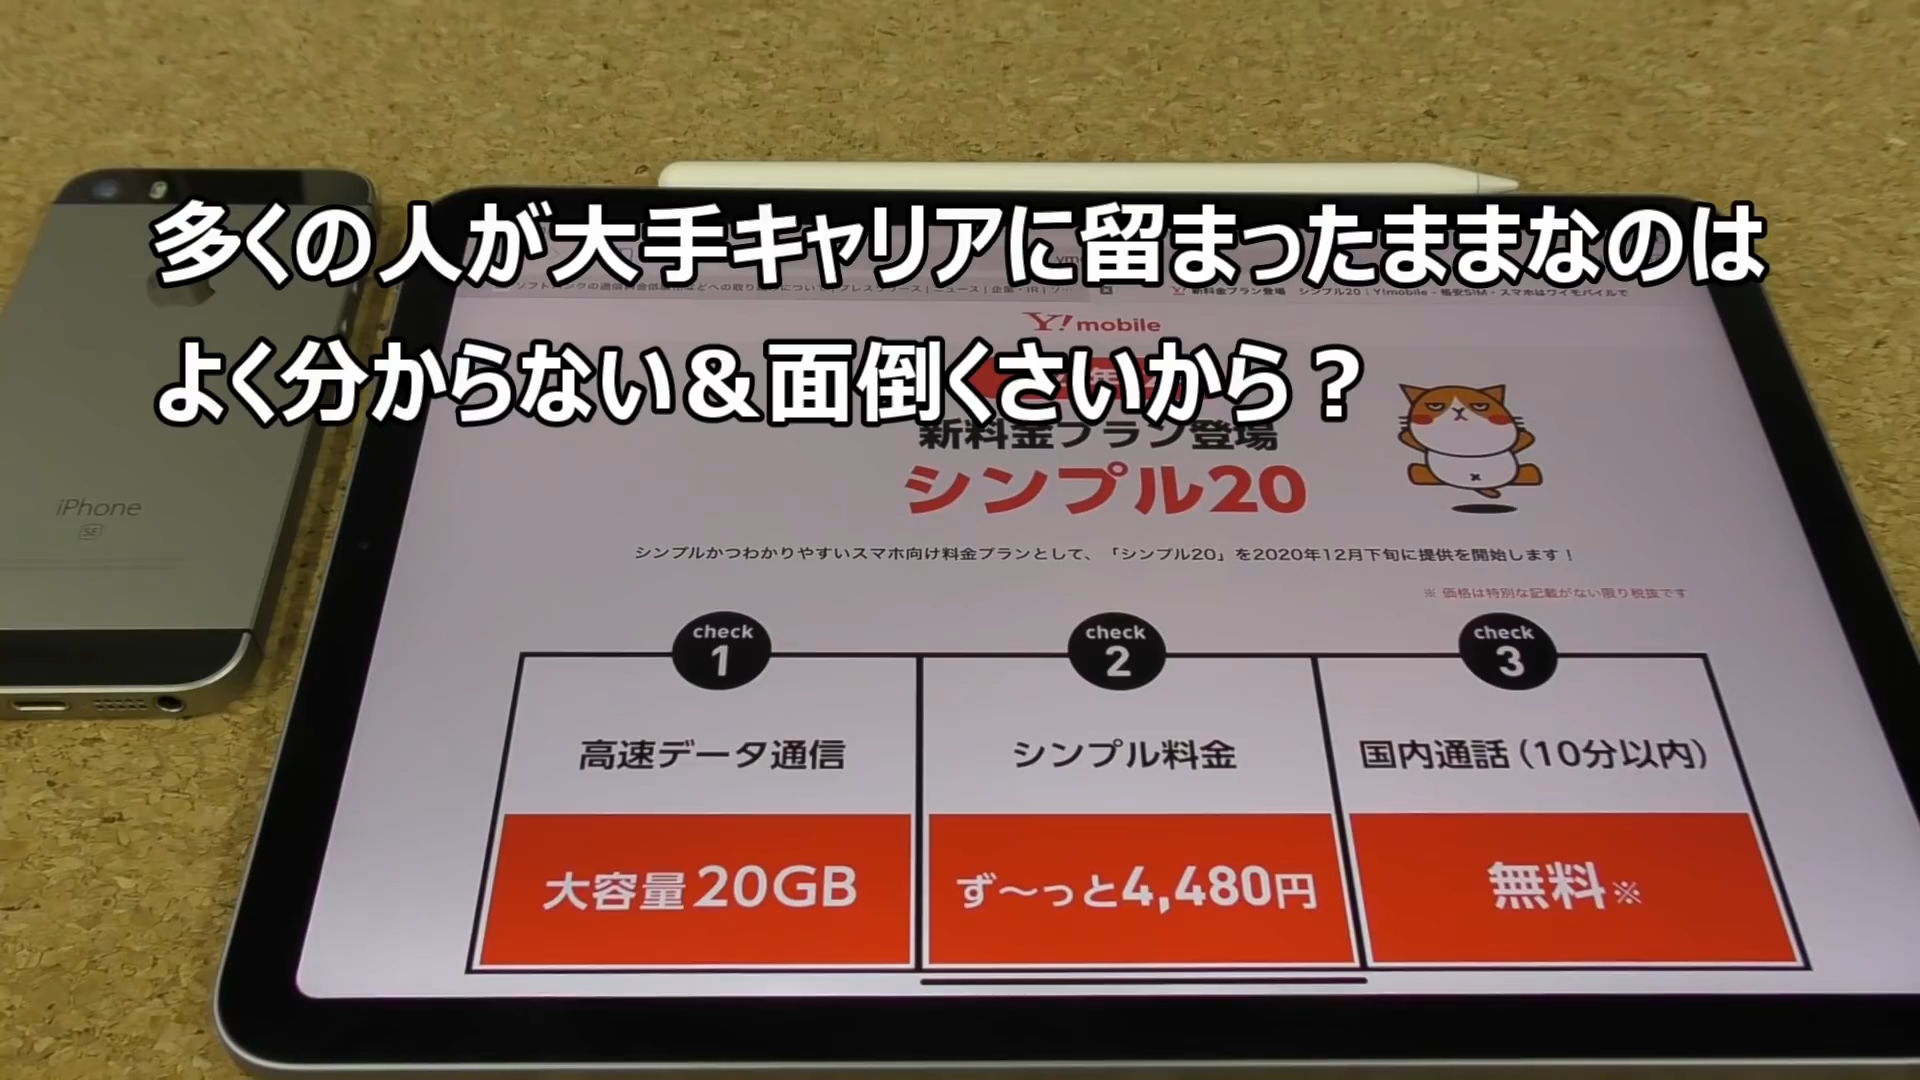 多くの人が大手キャリアに留まったままなのは
よく分からない＆面倒くさいから？
Y!mobile
新料金プラン登場
シンプル20
シンプルかつわかりやすいスマホ向け料金プランとして、「シンプル20」を2020年12月下旬に提供を開始します！
※ 価格は特別な記載がない限り税抜です
check
1
check
2
check
3
高速データ通信
シンプル料金
国内通話（10分以内）
大容量20GB
ず〜っと4,480円
無料※
iPhone
SE